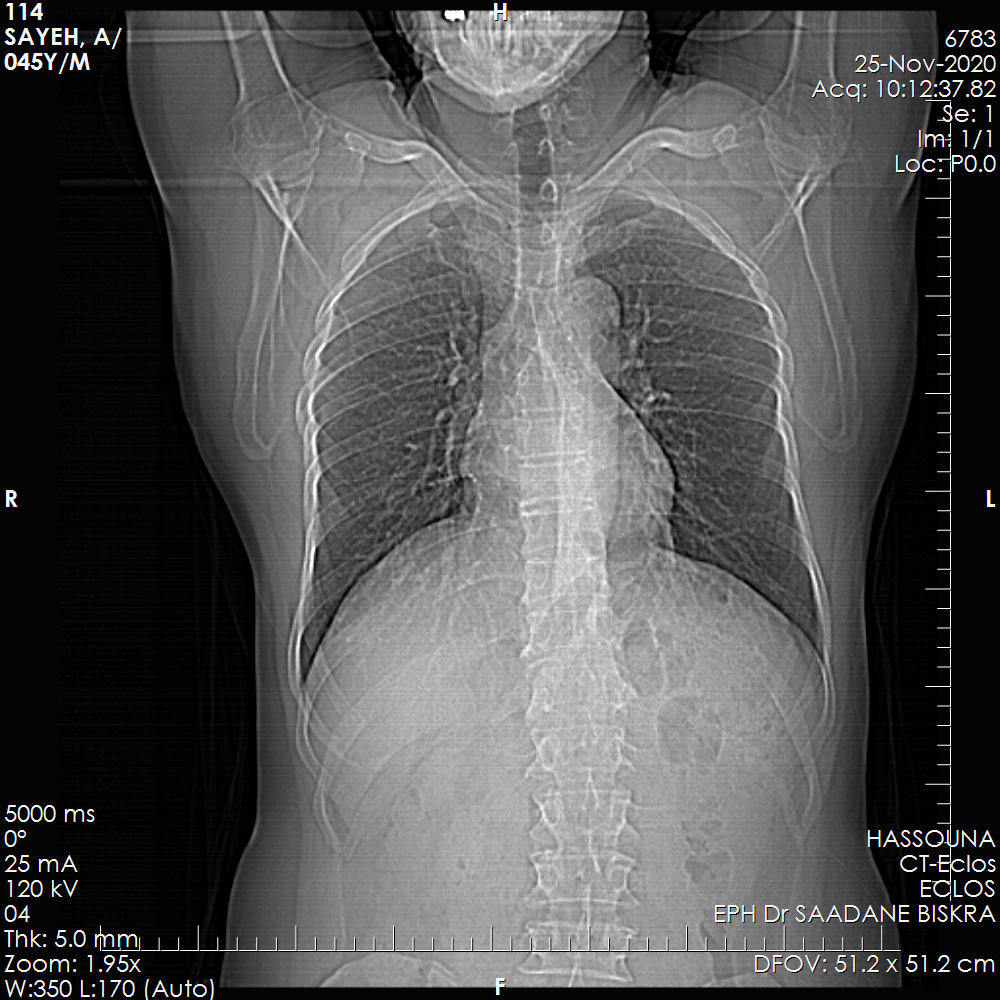 114
SAYEH, A/
045Y/M
H
6783
25-Nov-2020
Acq: 10:12:37.82
Se: 1
Im: 1/1
Loc: P0.0
R
L
5000 ms
0°
25 mA
120 kV
04
Thk: 5.0 mm
Zoom: 1.95x
W:350 L:170 (Auto)
F
HASSOUNA
CT-Eclos
ECLOS
EPH Dr SAADANE BISKRA
DFOV: 51.2 x 51.2 cm